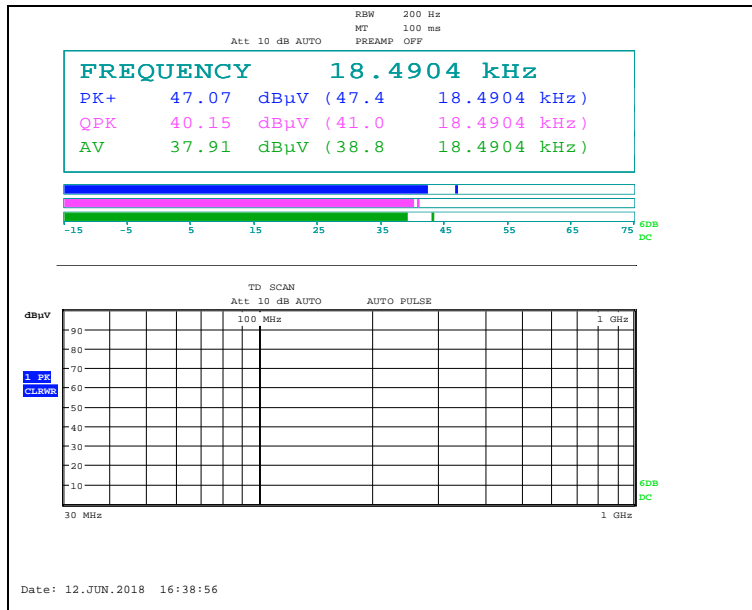 RBW 200 Hz
MT 100 ms
Att 10 dB AUTO PREAMP OFF
FREQUENCY 18.4904 kHz
PK+ 47.07 dBµV (47.4 18.4904 kHz)
QPK 40.15 dBµV (41.0 18.4904 kHz)
AV 37.91 dBµV (38.8 18.4904 kHz)
-15 -5 5 15 25 35 45 55 65 75
6DB
DC
TD SCAN
Att 10 dB AUTO AUTO PULSE
dBµV
100 MHz 1 GHz
90
80
70
1 PK
60
CLRWR
50
40
30
20
10
6DB
DC
30 MHz 1 GHz
Date: 12.JUN.2018 16:38:56